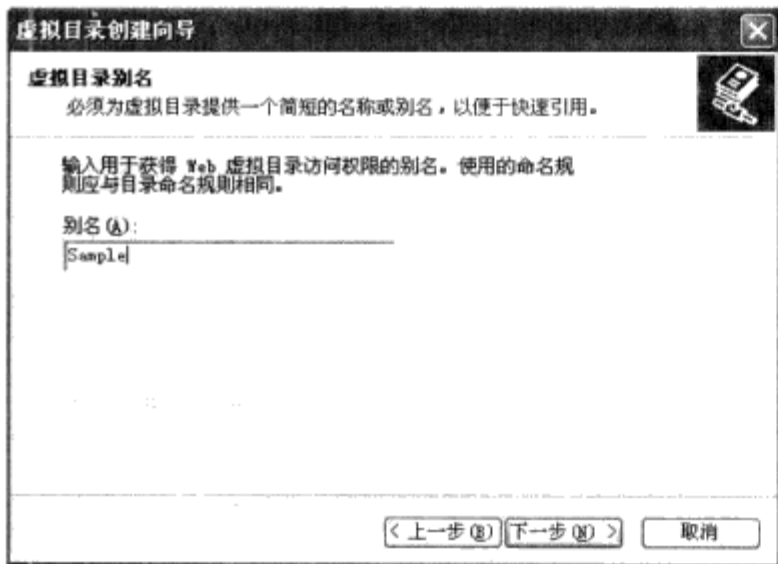 虚拟目录创建向导
虚拟目录别名
必须为虚拟目录提供一个简短的名称或别名，以便于快速引用。
输入用于获得 Web 虚拟目录访问权限的别名。使用的命名规
则应与目录命名规则相同。
别名(A):
Sample
< 上一步(B) 下一步(N) > 取消